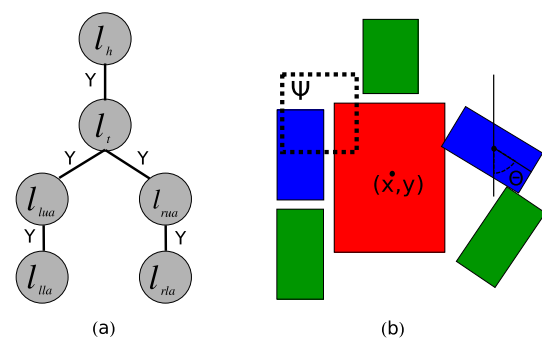 l_h
Y
l_t
Y Y
l_lua l_rua
Y Y
l_lla l_rla
(a)
Ψ
(x,y)
Θ
(b)